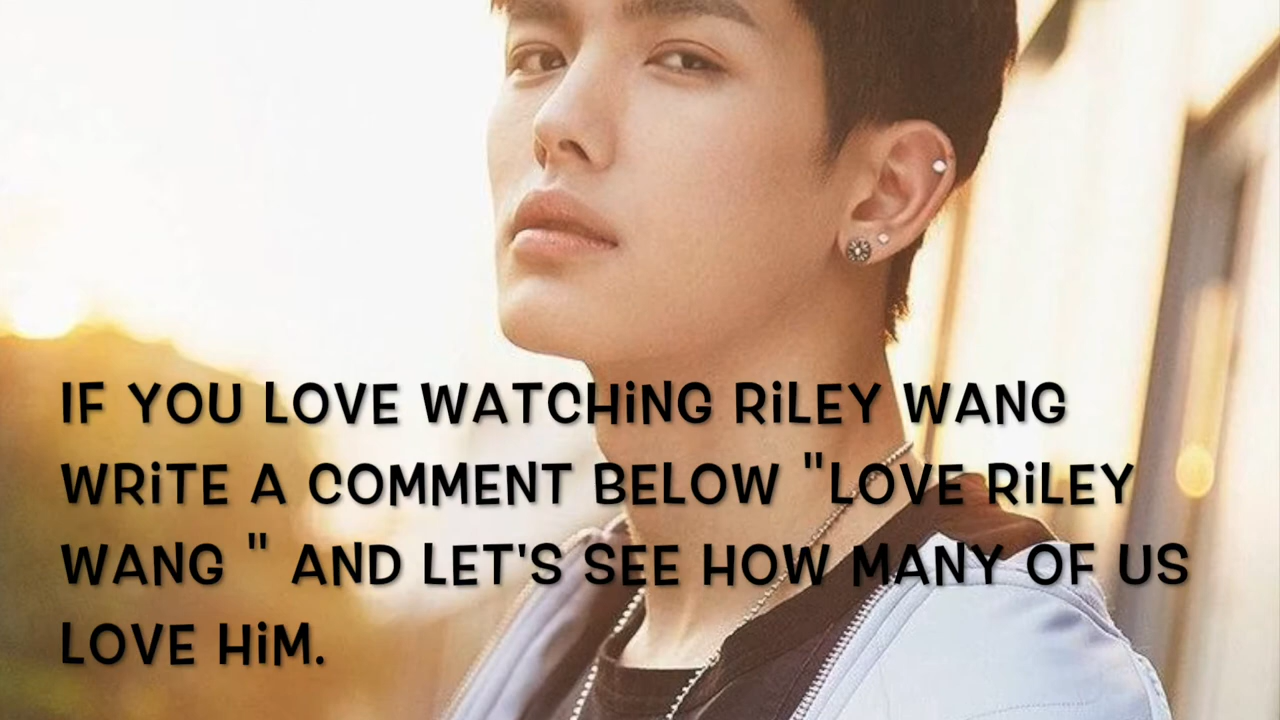 IF YOU LOVE WATCHiNG RiLEY WANG
WRiTE A COMMENT BELOW "LOVE RiLEY
WANG " AND LET'S SEE HOW MANY OF US
LOVE HiM.